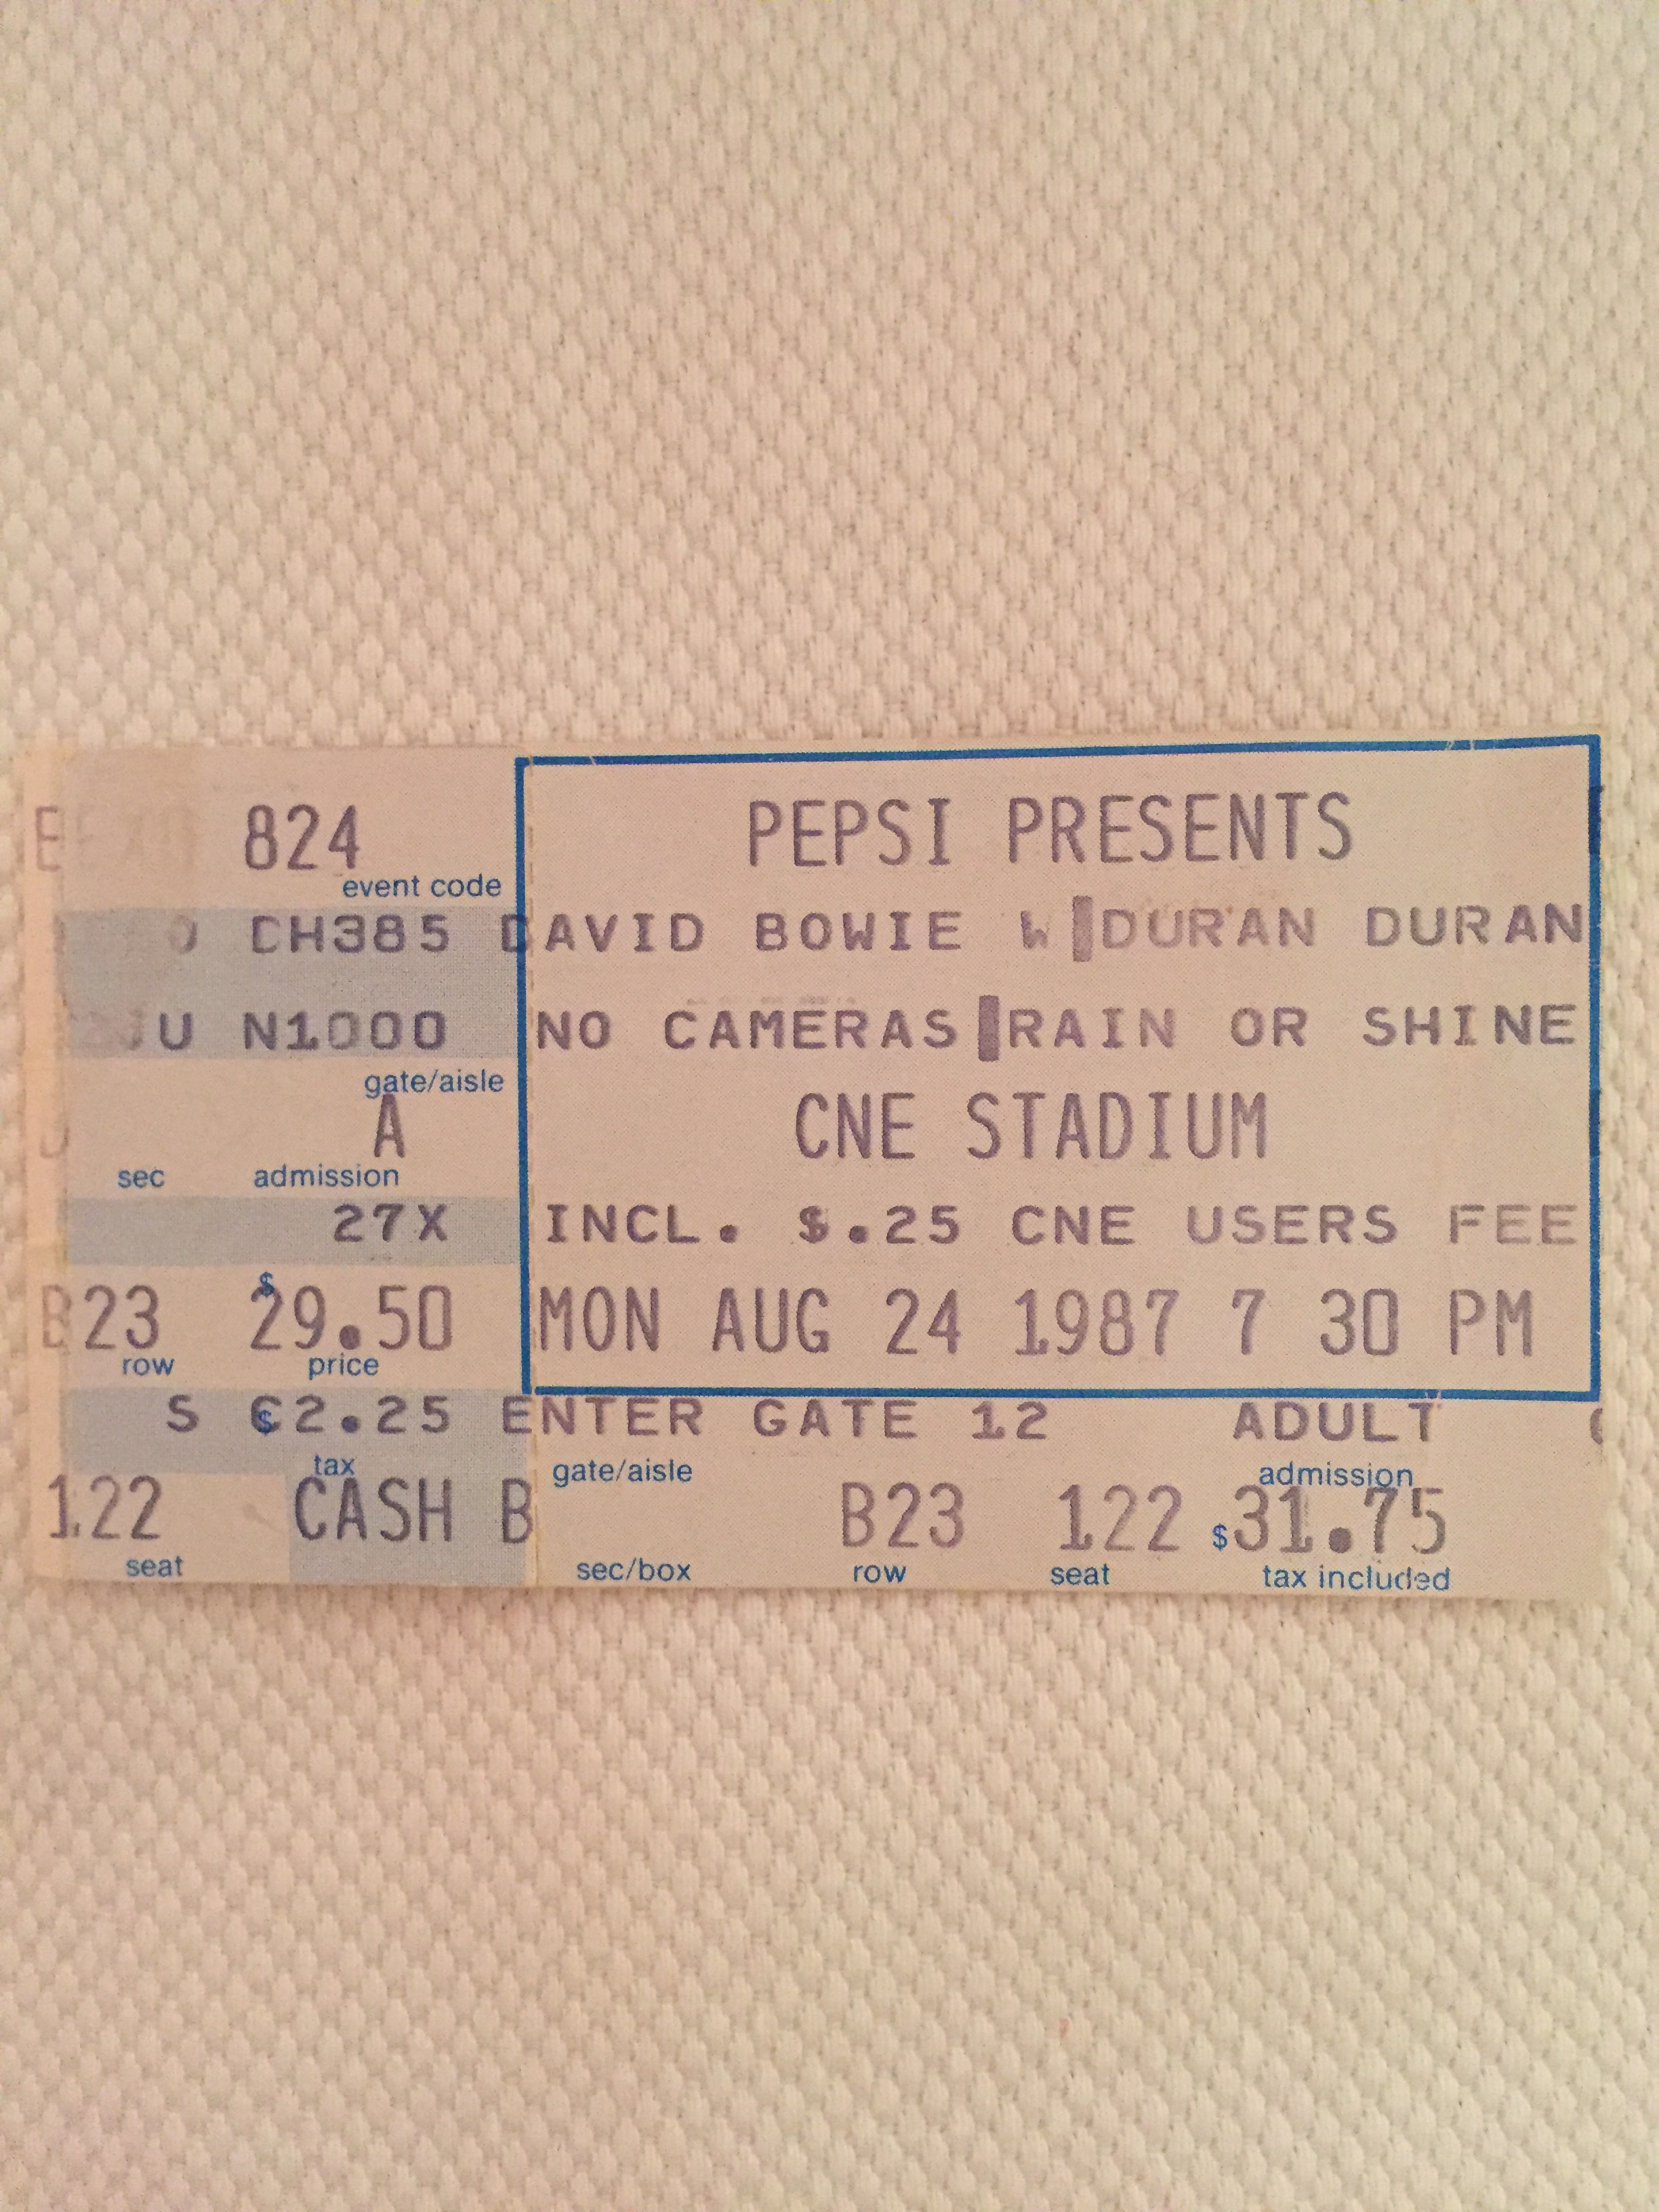 824 PEPSI PRESENTS
event code
CH385 DAVID BOWIE W DURAN DURAN
N1000 NO CAMERAS RAIN OR SHINE
gate/aisle
A CNE STADIUM
sec admission
27X INCL. $.25 CNE USERS FEE
B23 $29.50 MON AUG 24 1987 7 30 PM
row price
S $2.25 ENTER GATE 12 ADULT
tax gate/aisle admission
122 CASH B B23 122 $31.75
seat sec/box row seat tax included